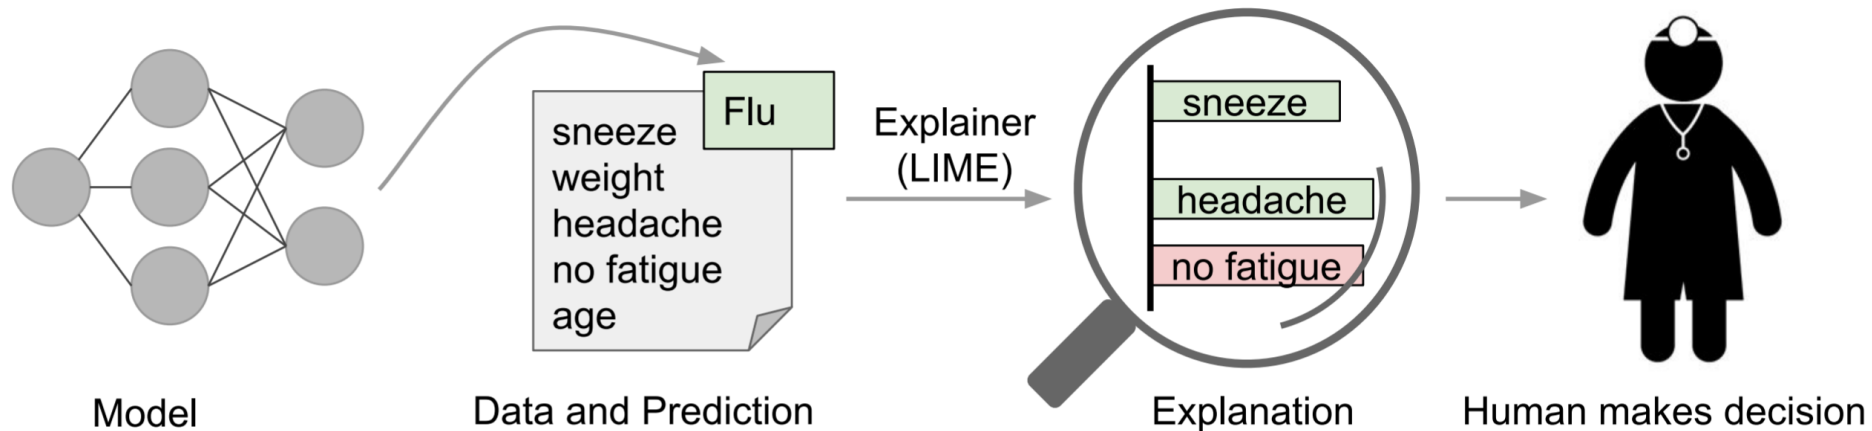 Flu
sneeze
weight
headache
no fatigue
age
Explainer
(LIME)
sneeze
headache
no fatigue
Model
Data and Prediction
Explanation
Human makes decision